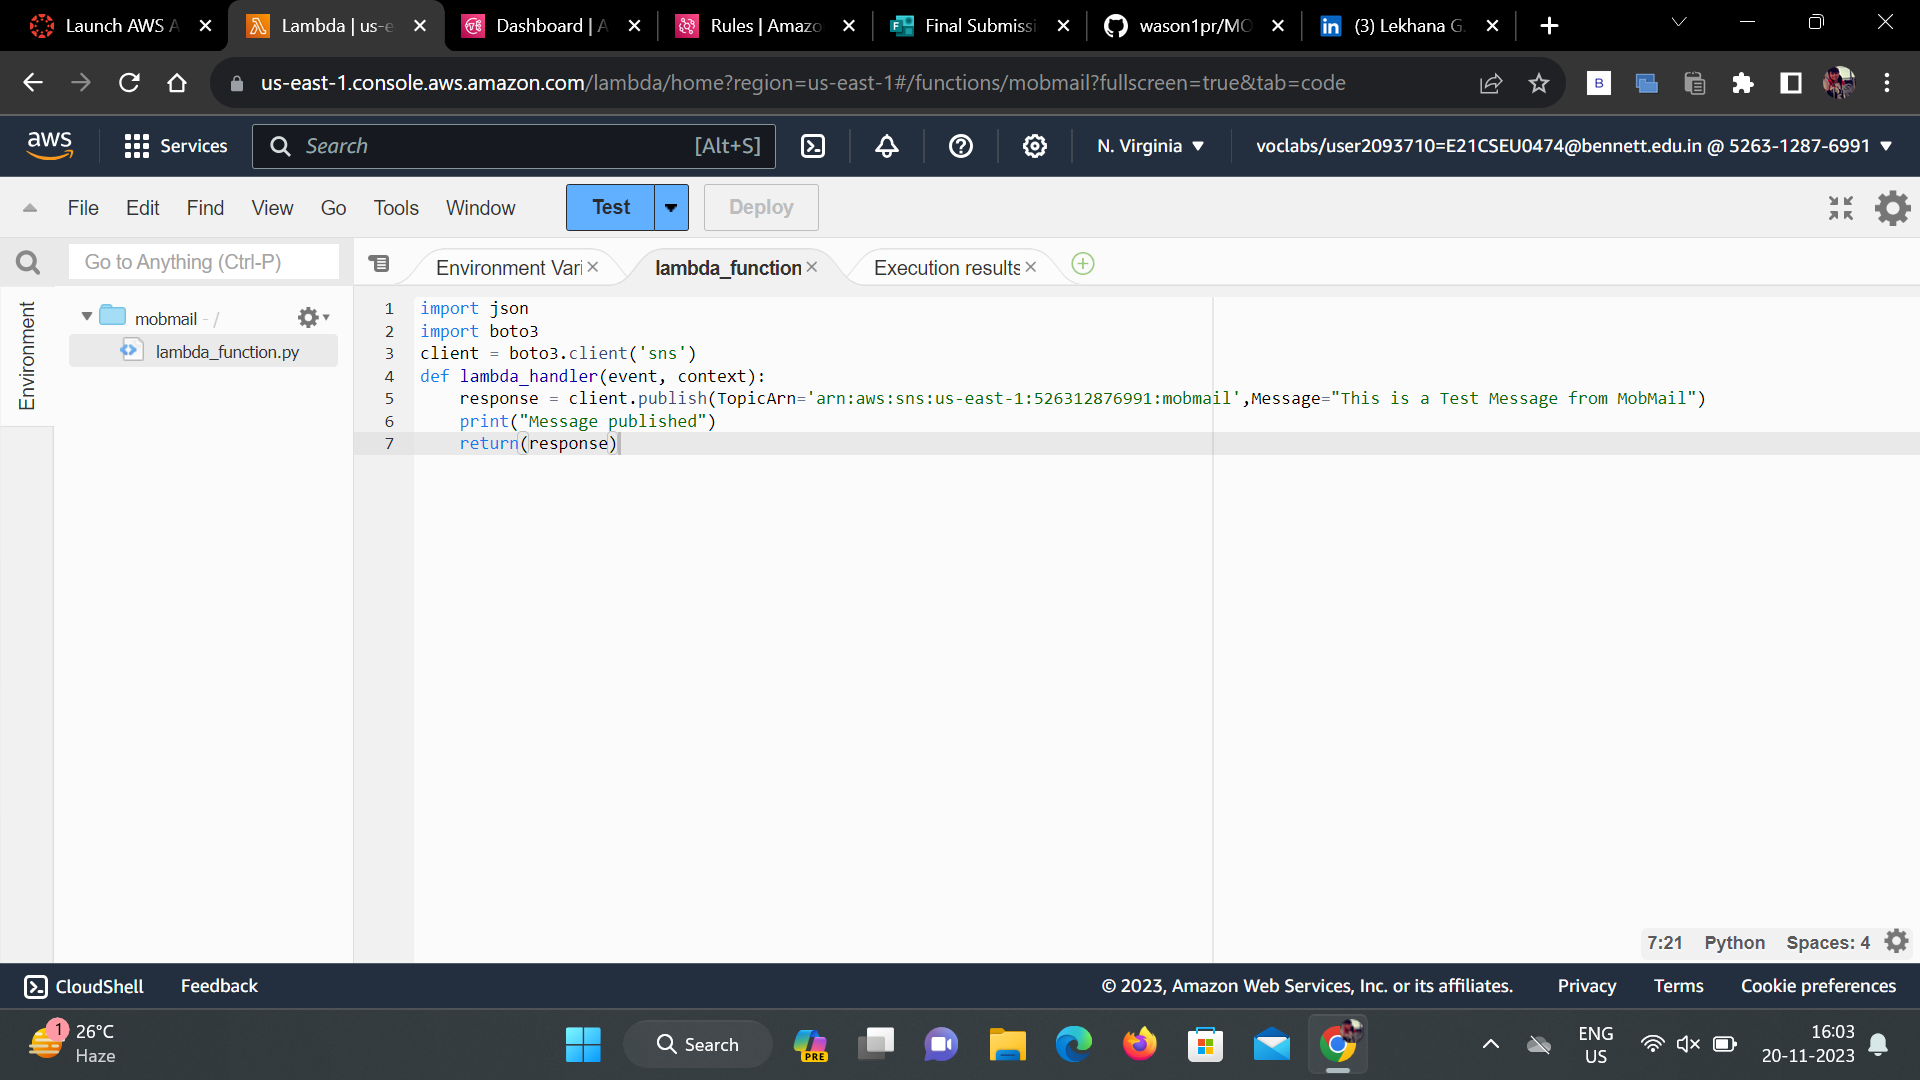 Launch AWS A
Lambda | us-e
Dashboard | A
Rules | Amazo
Final Submissi
wason1pr/MO
(3) Lekhana G.
us-east-1.console.aws.amazon.com/lambda/home?region=us-east-1#/functions/mobmail?fullscreen=true&tab=code
B
aws
Services
Search
[Alt+S]
N. Virginia
voclabs/user2093710=E21CSEU0474@bennett.edu.in @ 5263-1287-6991
File
Edit
Find
View
Go
Tools
Window
Test
Deploy
Go to Anything (Ctrl-P)
Environment Vari
lambda_function
Execution results
Environment
mobmail - /
lambda_function.py
1 import json
2 import boto3
3 client = boto3.client('sns')
4 def lambda_handler(event, context):
5 response = client.publish(TopicArn='arn:aws:sns:us-east-1:526312876991:mobmail',Message="This is a Test Message from MobMail")
6 print("Message published")
7 return(response)
7:21 Python Spaces: 4
CloudShell
Feedback
© 2023, Amazon Web Services, Inc. or its affiliates.
Privacy
Terms
Cookie preferences
1
26°C
Haze
Search
PRE
ENG
US
16:03
20-11-2023